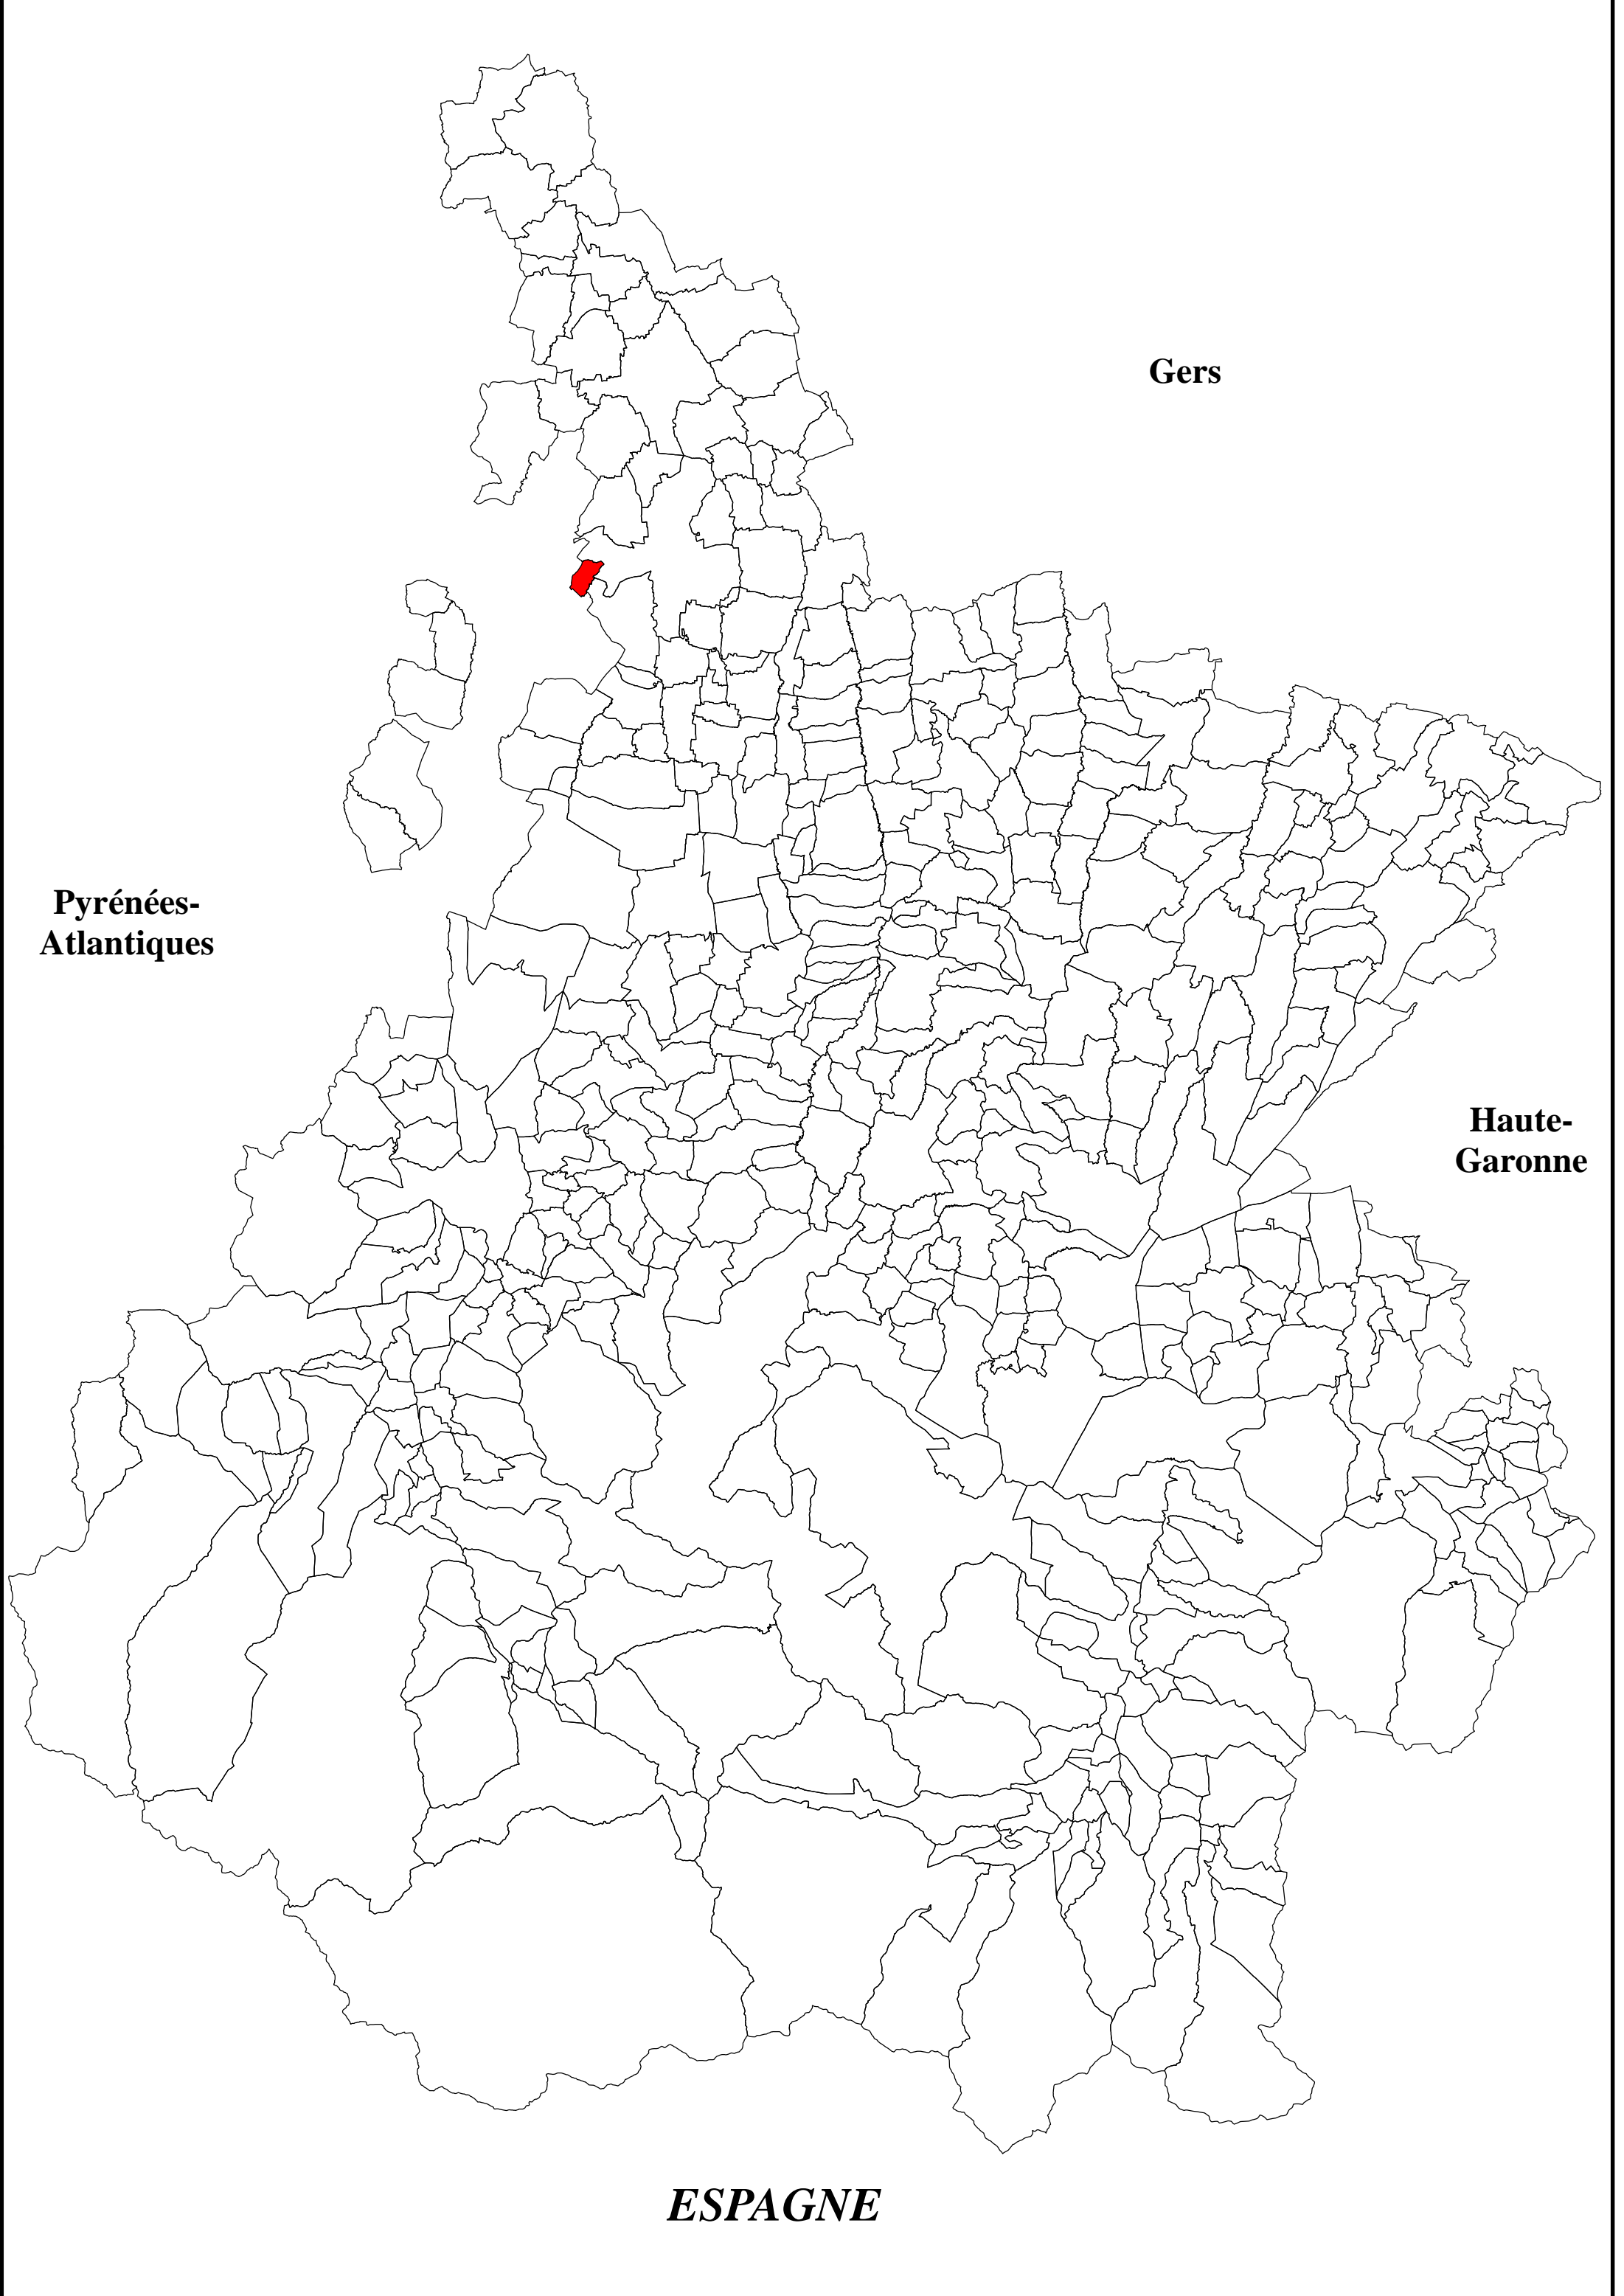 Gers
Pyrénées-
Atlantiques
Haute-
Garonne
ESPAGNE